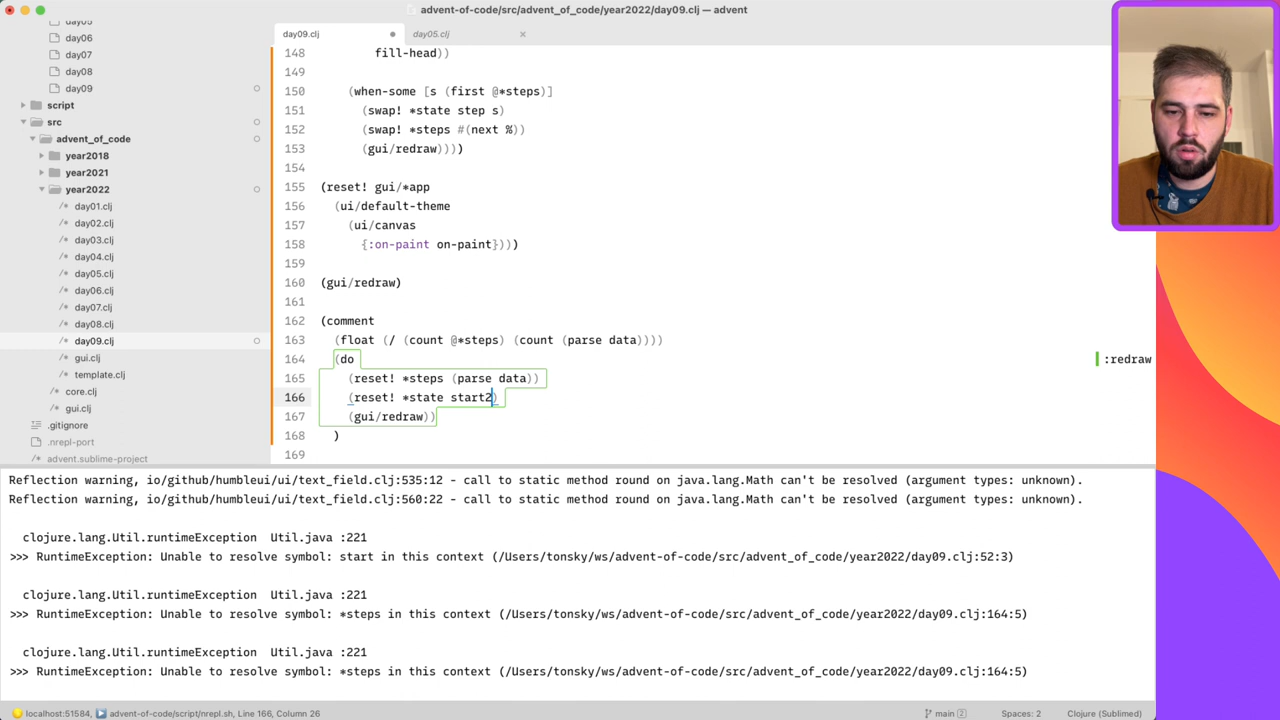 advent-of-code/src/advent_of_code/year2022/day09.clj — advent
day05
day06
day07
day08
day09
script
src
advent_of_code
year2018
year2021
year2022
/* day01.clj
/* day02.clj
/* day03.clj
/* day04.clj
/* day05.clj
/* day06.clj
/* day07.clj
/* day08.clj
/* day09.clj
/* gui.clj
/* template.clj
/* core.clj
/* gui.clj
.gitignore
.nrepl-port
advent.sublime-project
day09.clj
day05.clj
148 fill-head))
149
150 (when-some [s (first @*steps)]
151 (swap! *state step s)
152 (swap! *steps #(next %))
153 (gui/redraw))))
154
155 (reset! gui/*app
156 (ui/default-theme
157 (ui/canvas
158 {:on-paint on-paint})))
159
160 (gui/redraw)
161
162 (comment
163 (float (/ (count @*steps) (count (parse data))))
164 (do :redraw
165 (reset! *steps (parse data))
166 (reset! *state start2)
167 (gui/redraw))
168 )
169
Reflection warning, io/github/humbleui/ui/text_field.clj:535:12 - call to static method round on java.lang.Math can't be resolved (argument types: unknown).
Reflection warning, io/github/humbleui/ui/text_field.clj:560:22 - call to static method round on java.lang.Math can't be resolved (argument types: unknown).
clojure.lang.Util.runtimeException Util.java :221
>>> RuntimeException: Unable to resolve symbol: start in this context (/Users/tonsky/ws/advent-of-code/src/advent_of_code/year2022/day09.clj:52:3)
clojure.lang.Util.runtimeException Util.java :221
>>> RuntimeException: Unable to resolve symbol: *steps in this context (/Users/tonsky/ws/advent-of-code/src/advent_of_code/year2022/day09.clj:164:5)
clojure.lang.Util.runtimeException Util.java :221
>>> RuntimeException: Unable to resolve symbol: *steps in this context (/Users/tonsky/ws/advent-of-code/src/advent_of_code/year2022/day09.clj:164:5)
localhost:51584, advent-of-code/script/nrepl.sh, Line 166, Column 26
main 2
Spaces: 2
Clojure (Sublimed)